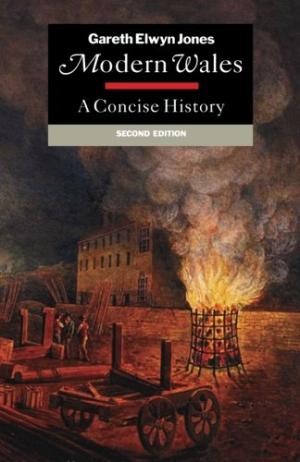 Gareth Elwyn Jones
Modern Wales
A Concise History
SECOND EDITION